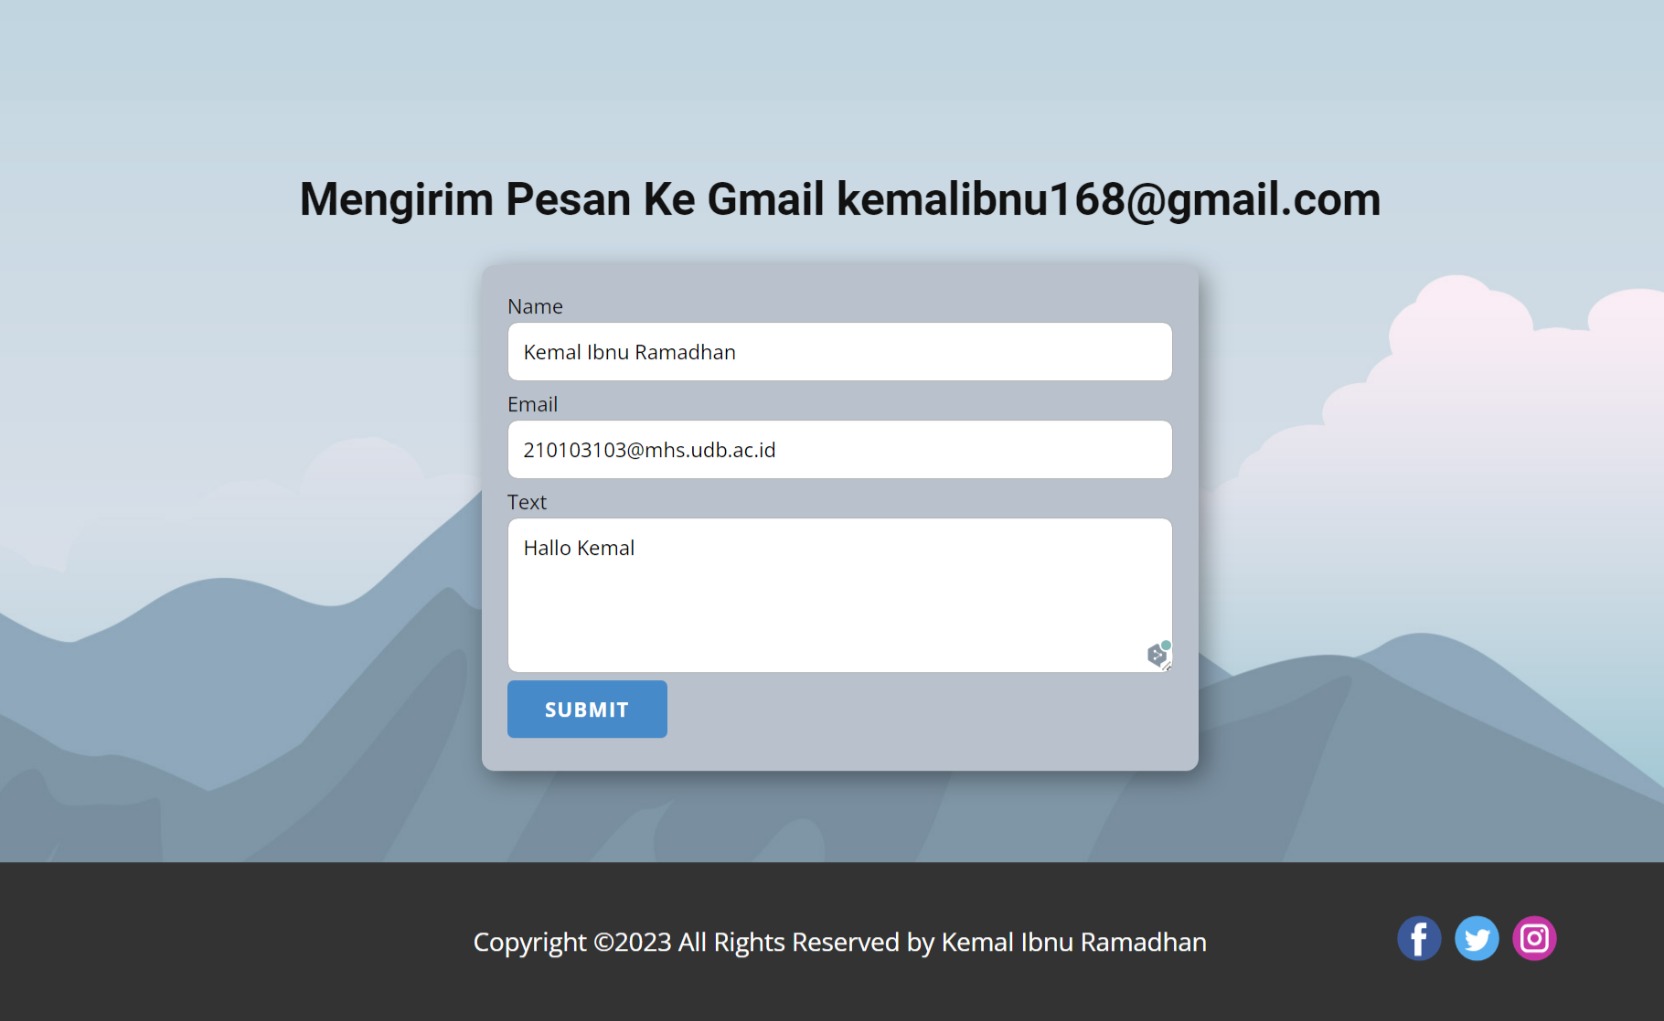 Mengirim Pesan Ke Gmail kemalibnu168@gmail.com
Name
Kemal Ibnu Ramadhan
Email
210103103@mhs.udb.ac.id
Text
Hallo Kemal
SUBMIT
Copyright ©2023 All Rights Reserved by Kemal Ibnu Ramadhan